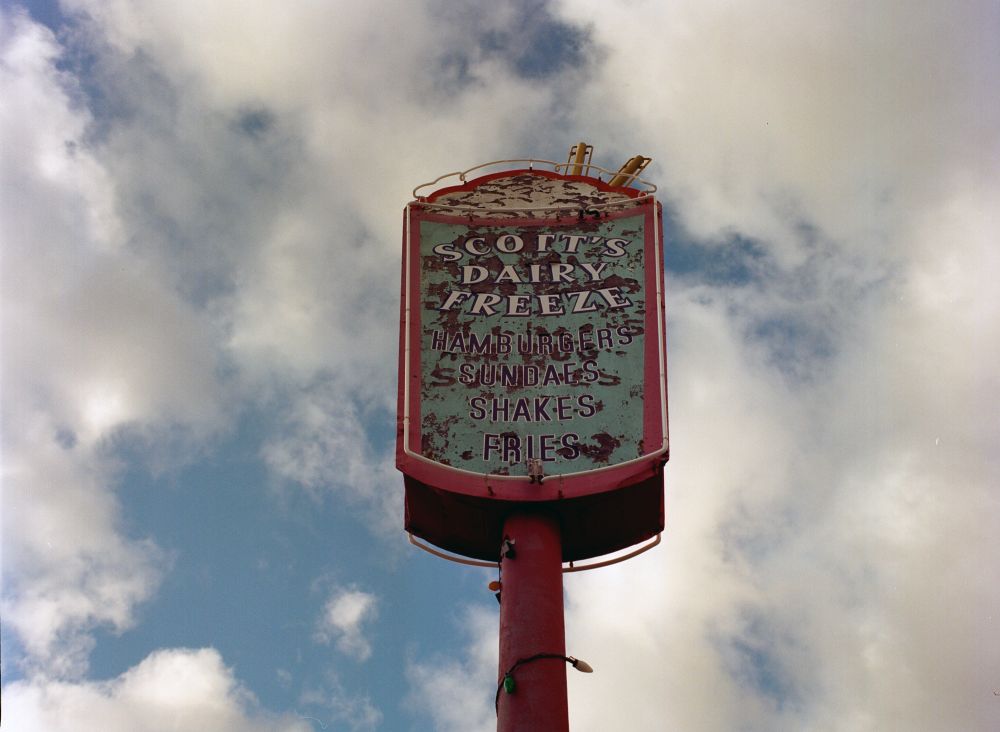 SCOTT'S
DAIRY
FREEZE
HAMBURGERS
SUNDAES
SHAKES
FRIES